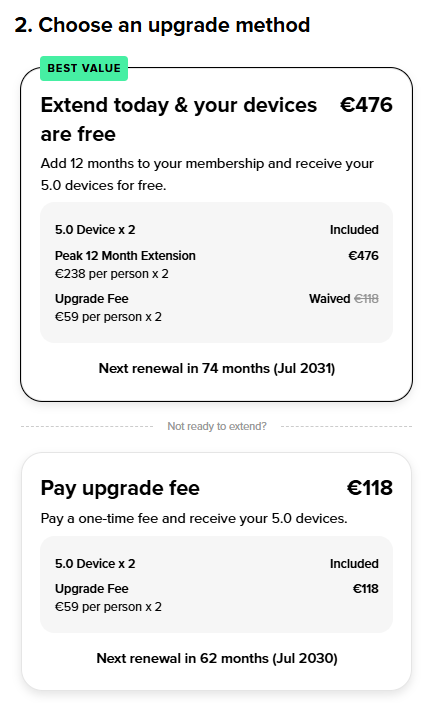 2. Choose an upgrade method
BEST VALUE
Extend today & your devices €476
are free
Add 12 months to your membership and receive your
5.0 devices for free.
5.0 Device x 2 Included
Peak 12 Month Extension €476
€238 per person x 2
Upgrade Fee Waived €118
€59 per person x 2
Next renewal in 74 months (Jul 2031)
Not ready to extend?
Pay upgrade fee €118
Pay a one-time fee and receive your 5.0 devices.
5.0 Device x 2 Included
Upgrade Fee €118
€59 per person x 2
Next renewal in 62 months (Jul 2030)